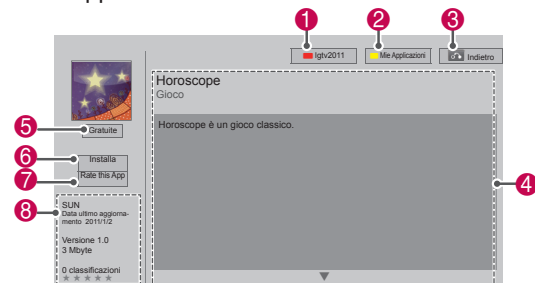 1
2
3
lgtv2011
Mie Applicazioni
Indietro
Horoscope
Gioco
Horoscope è un gioco classico.
4
5
Gratuite
6
Installa
7
Rate this App
8
SUN
Data ultimo aggiorna-
mento 2011/1/2
Versione 1.0
3 Mbyte
0 classificazioni